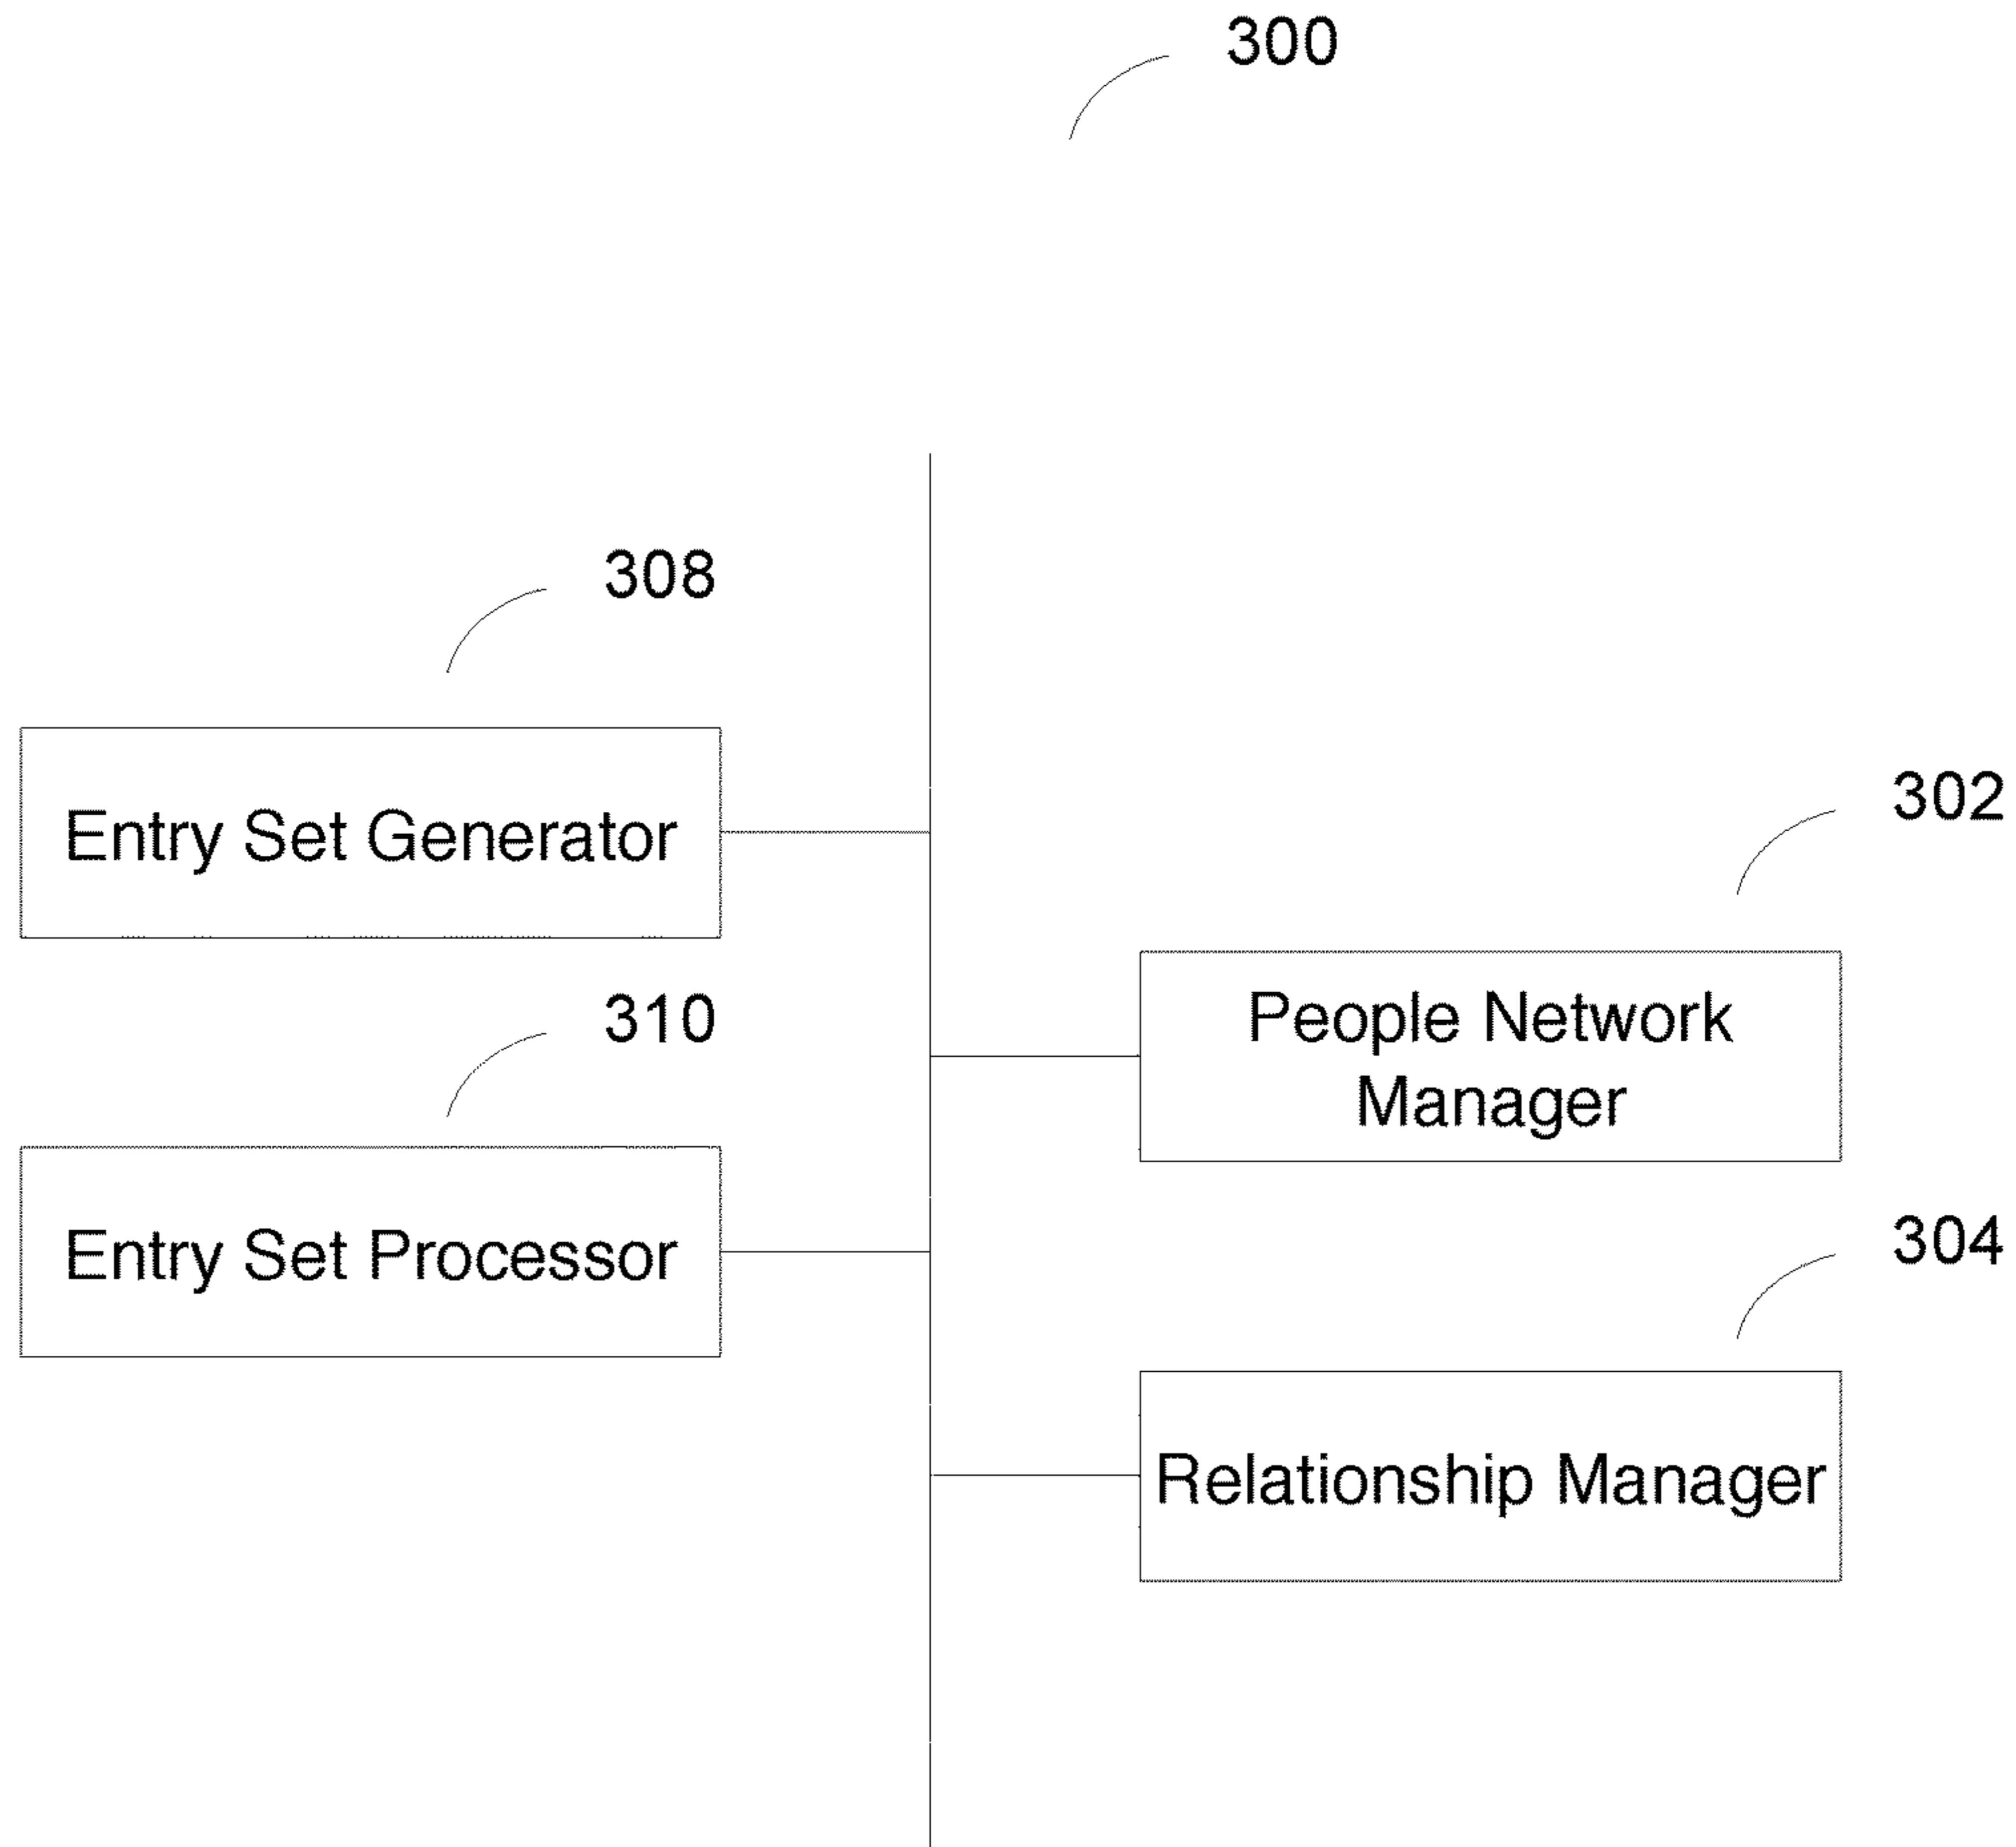 300
308
Entry Set Generator
302
People Network
Manager
310
Entry Set Processor
304
Relationship Manager